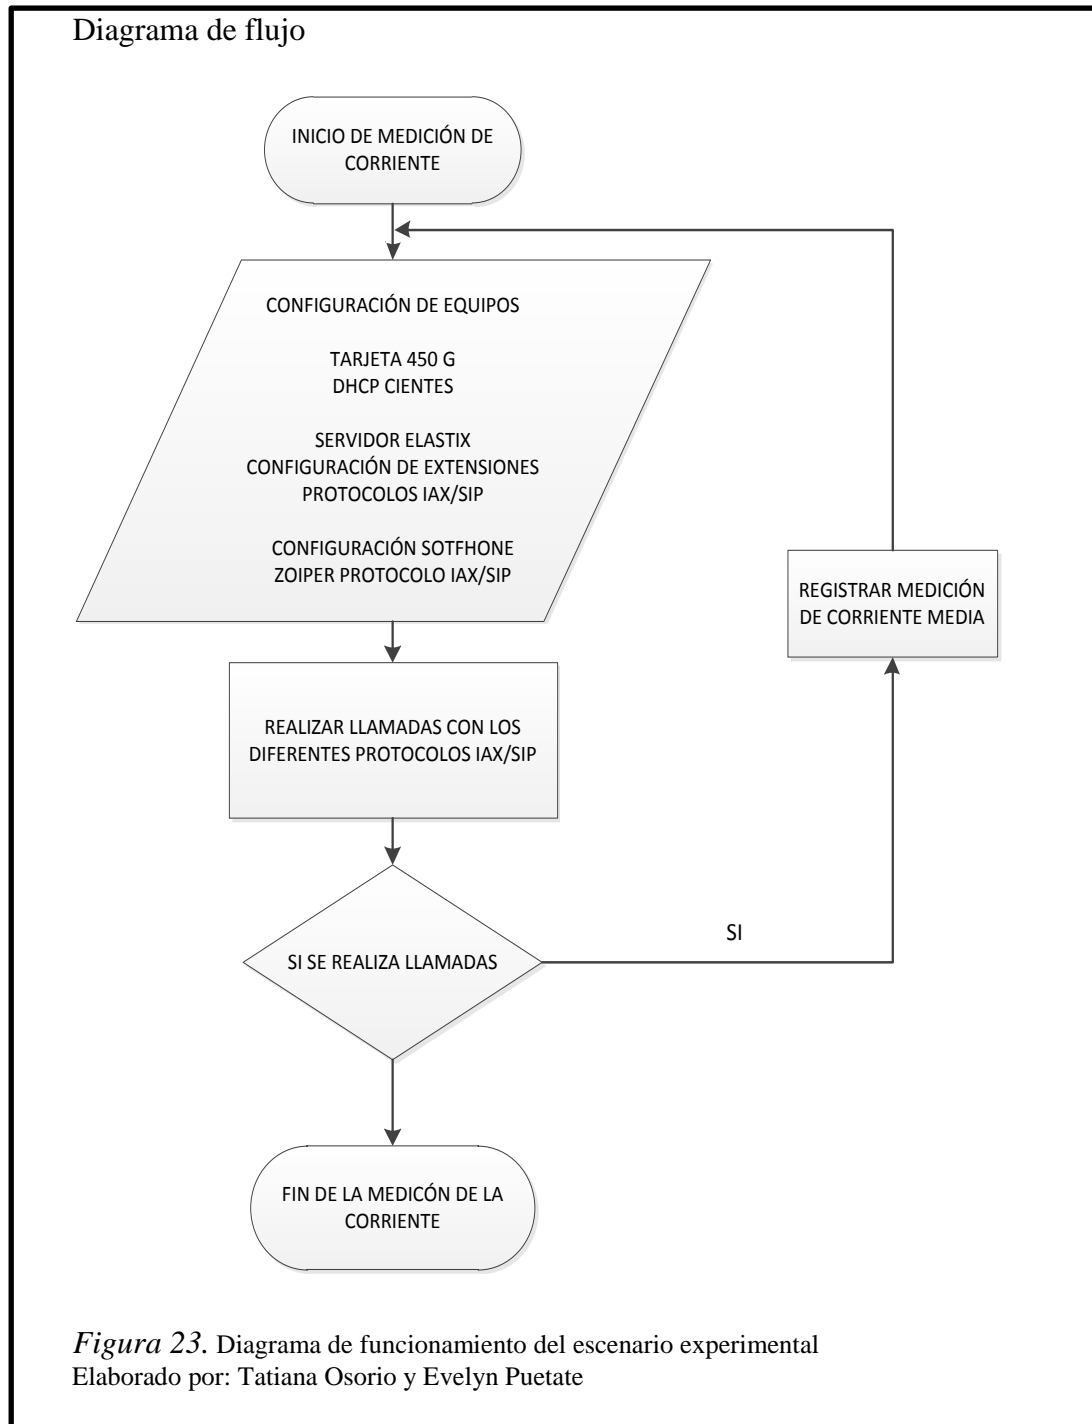 Diagrama de flujo
INICIO DE MEDICIÓN DE
CORRIENTE
CONFIGURACIÓN DE EQUIPOS
TARJETA 450 G
DHCP CIENTES
SERVIDOR ELASTIX
CONFIGURACIÓN DE EXTENSIONES
PROTOCOLOS IAX/SIP
CONFIGURACIÓN SOTFHONE
ZOIPER PROTOCOLO IAX/SIP
REALIZAR LLAMADAS CON LOS
DIFERENTES PROTOCOLOS IAX/SIP
SI SE REALIZA LLAMADAS
SI
REGISTRAR MEDICIÓN
DE CORRIENTE MEDIA
FIN DE LA MEDICÓN DE LA
CORRIENTE
Figura 23. Diagrama de funcionamiento del escenario experimental
Elaborado por: Tatiana Osorio y Evelyn Puetate